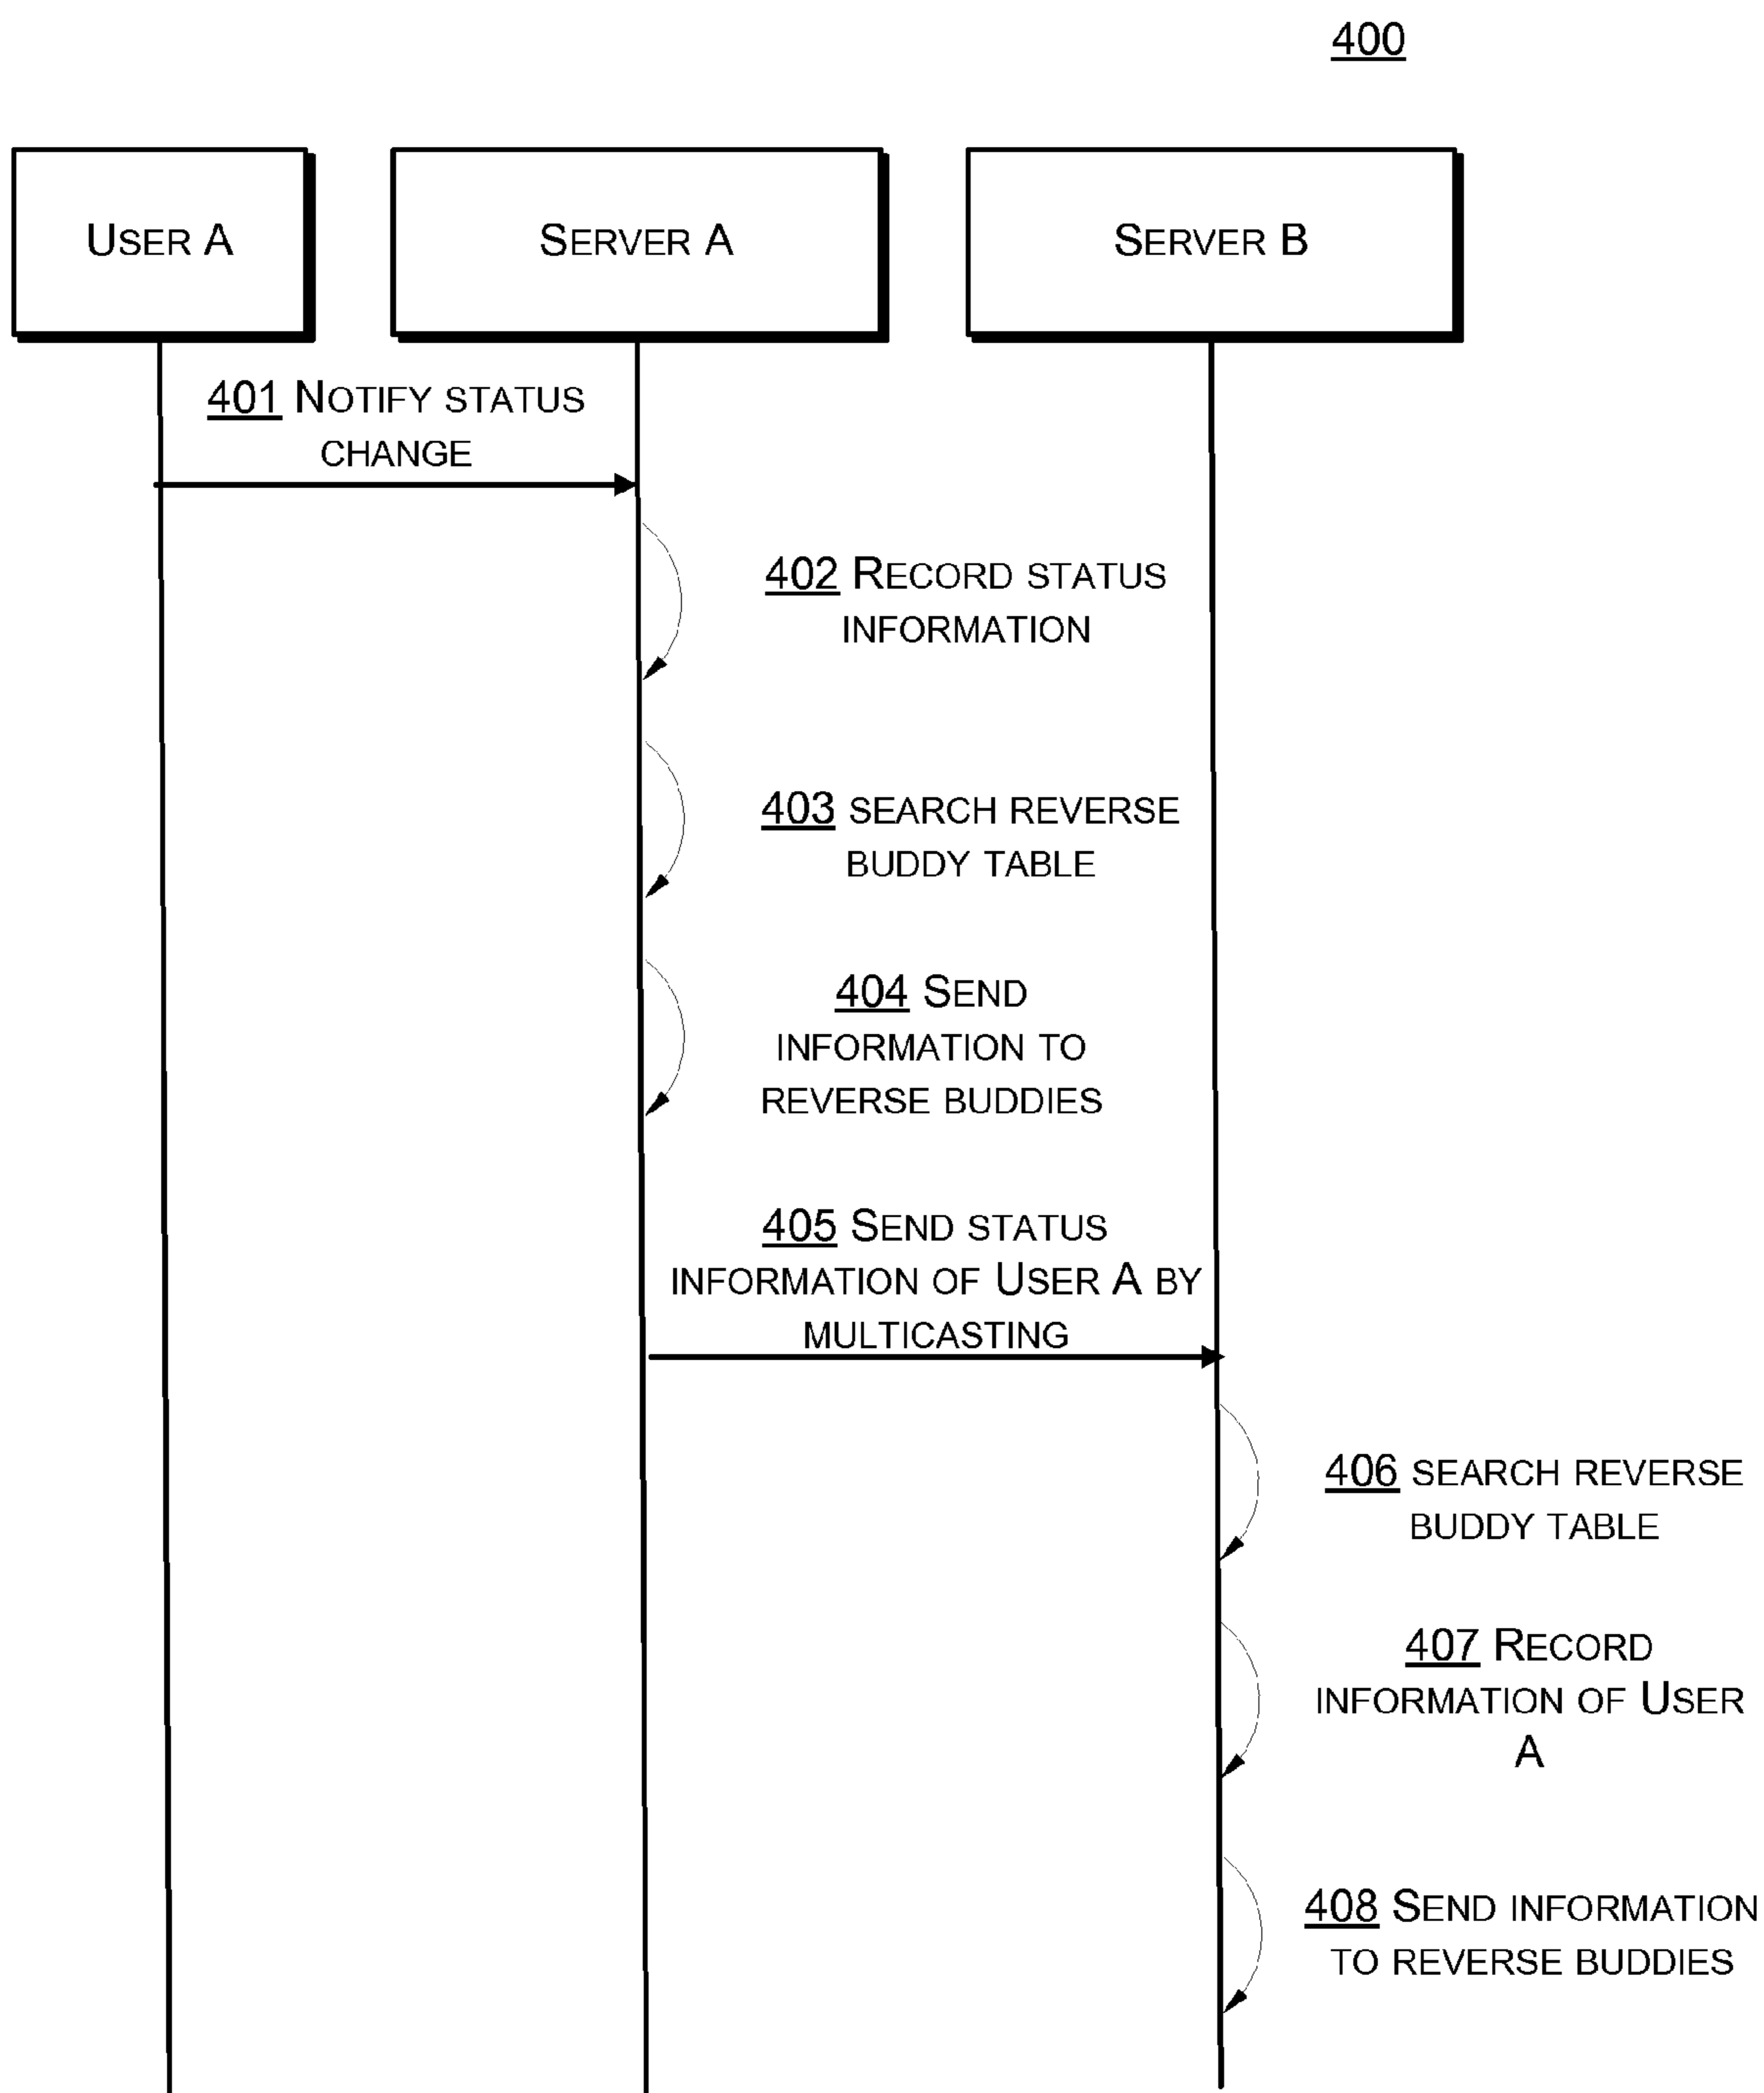 400
USER A
SERVER A
SERVER B
401 NOTIFY STATUS
CHANGE
402 RECORD STATUS
INFORMATION
403 SEARCH REVERSE
BUDDY TABLE
404 SEND
INFORMATION TO
REVERSE BUDDIES
405 SEND STATUS
INFORMATION OF USER A BY
MULTICASTING
406 SEARCH REVERSE
BUDDY TABLE
407 RECORD
INFORMATION OF USER
A
408 SEND INFORMATION
TO REVERSE BUDDIES